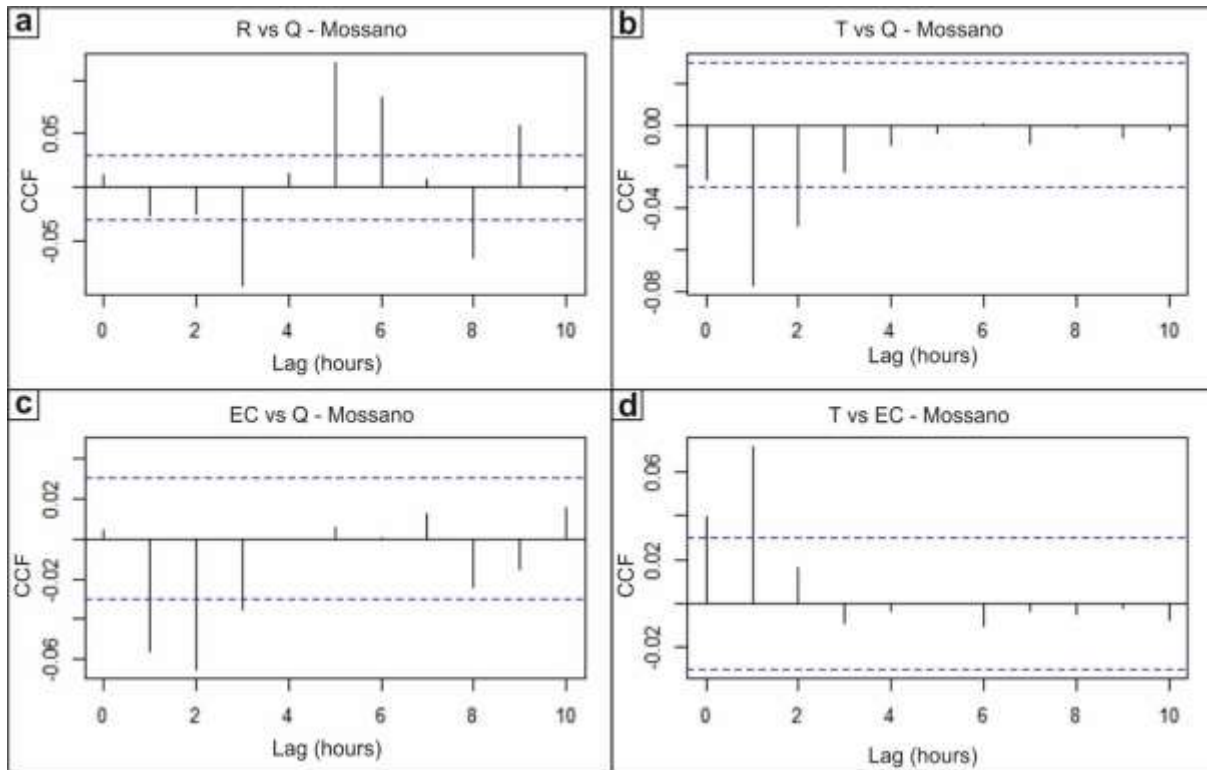 a
R vs Q - Mossano
CCF
0.05
-0.05
0 2 4 6 8 10
Lag (hours)
b
T vs Q - Mossano
CCF
0.00
-0.04
-0.08
0 2 4 6 8 10
Lag (hours)
c
EC vs Q - Mossano
CCF
0.02
-0.02
-0.06
0 2 4 6 8 10
Lag (hours)
d
T vs EC - Mossano
CCF
0.06
0.02
-0.02
0 2 4 6 8 10
Lag (hours)